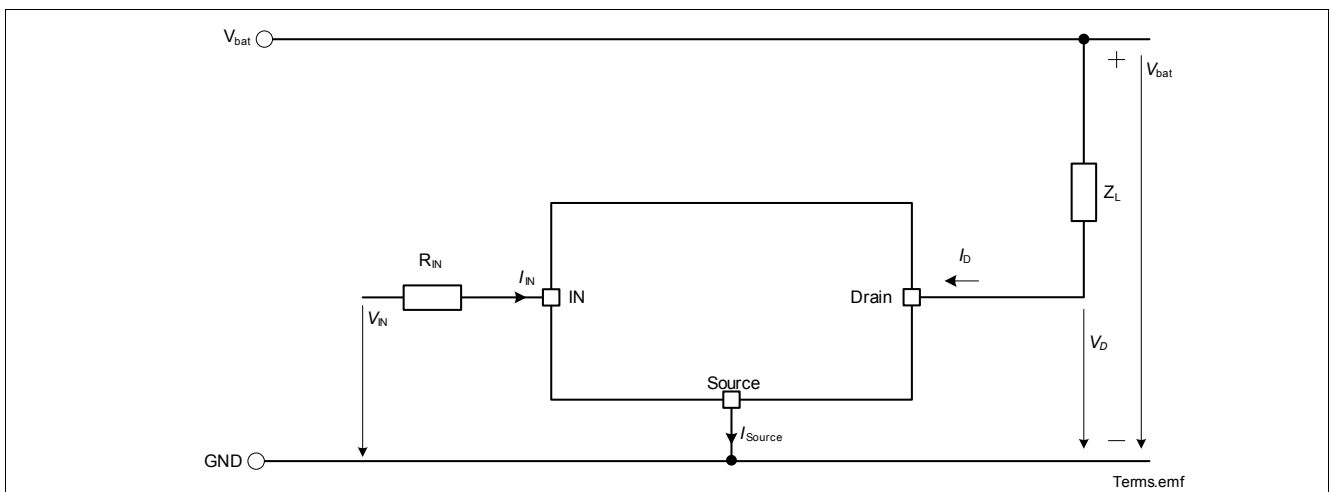 Vbat
+
Vbat
ZL
RIN
IIN
ID
IN
Drain
VIN
VD
Source
ISource
GND
Terms.emf